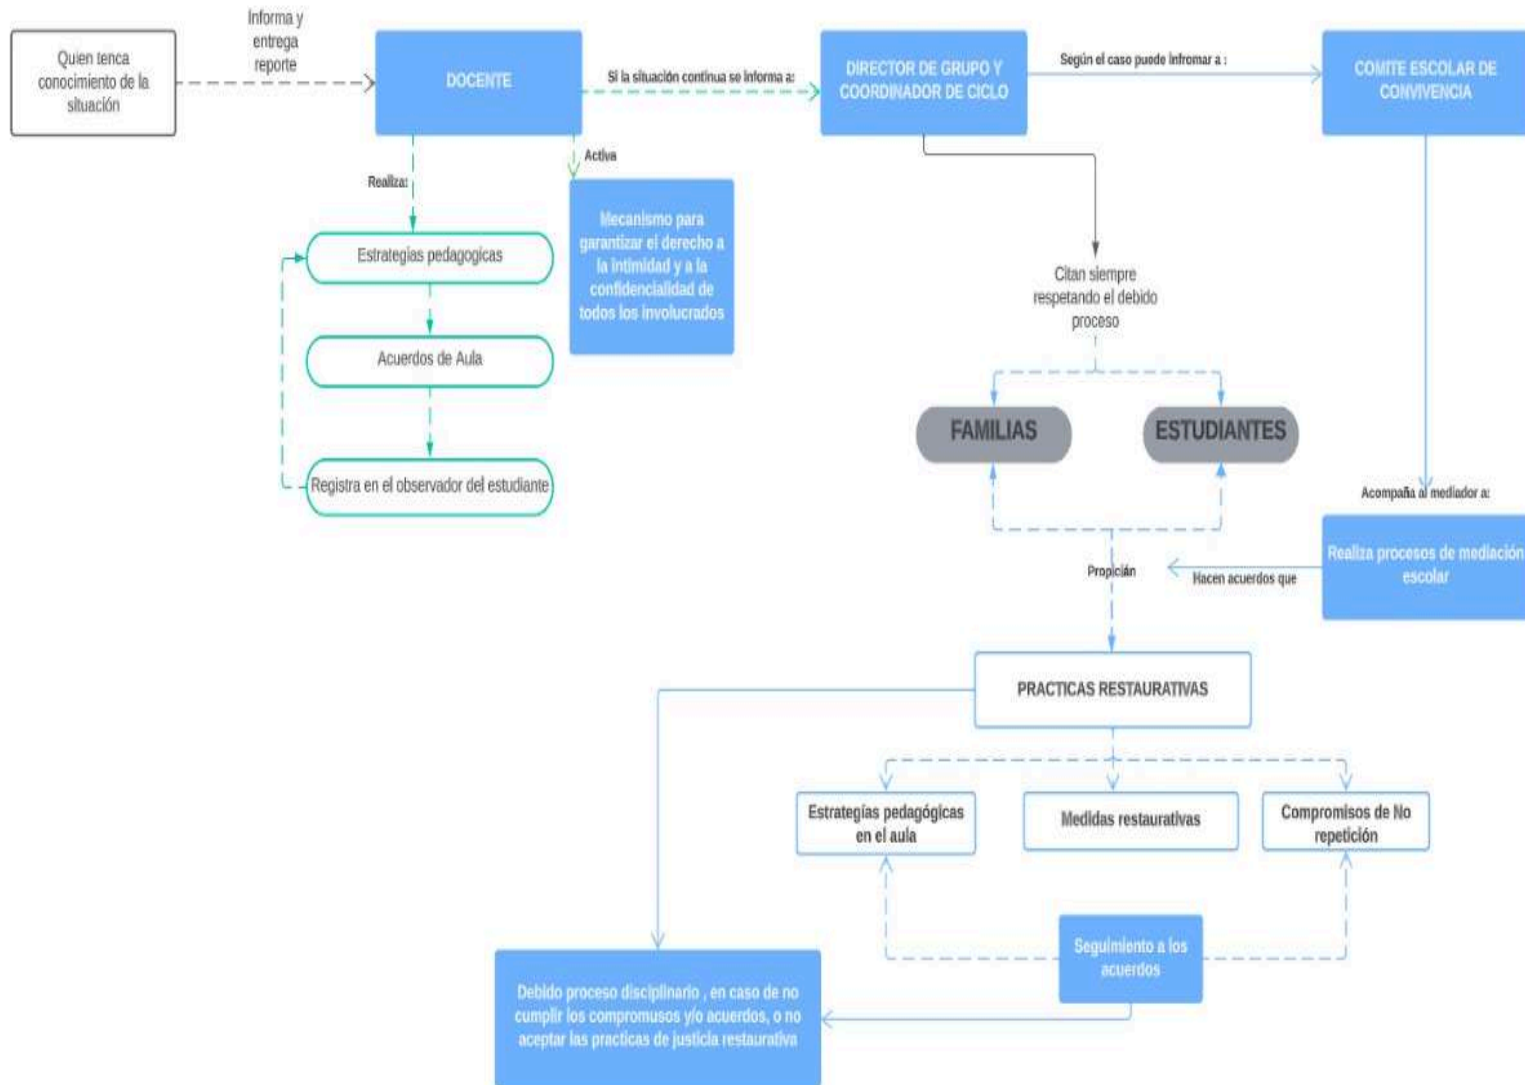 Quien tenca
conocimiento de la
situación
Informa y
entrega
reporte
DOCENTE
Si la situación continua se informa a:
DIRECTOR DE GRUPO Y
COORDINADOR DE CICLO
Según el caso puede infromar a :
COMITE ESCOLAR DE
CONVIVENCIA
Realiza:
Activa
Mecanismo para
garantizar el derecho a
la intimidad y a la
confidencialidad de
todos los involucrados
Estrategías pedagogicas
Acuerdos de Aula
Registra en el observador del estudiante
Citan siempre
respetando el debido
proceso
FAMILIAS
ESTUDIANTES
Acompaña al mediador a:
Realiza procesos de mediación
escolar
Hacen acuerdos que
Propicián
PRACTICAS RESTAURATIVAS
Estrategías pedagógicas
en el aula
Medidas restaurativas
Compromisos de No
repetición
Seguimiento a los
acuerdos
Debido proceso disciplinario , en caso de no
cumplir los compromusos y/o acuerdos, o no
aceptar las practicas de justicia restaurativa